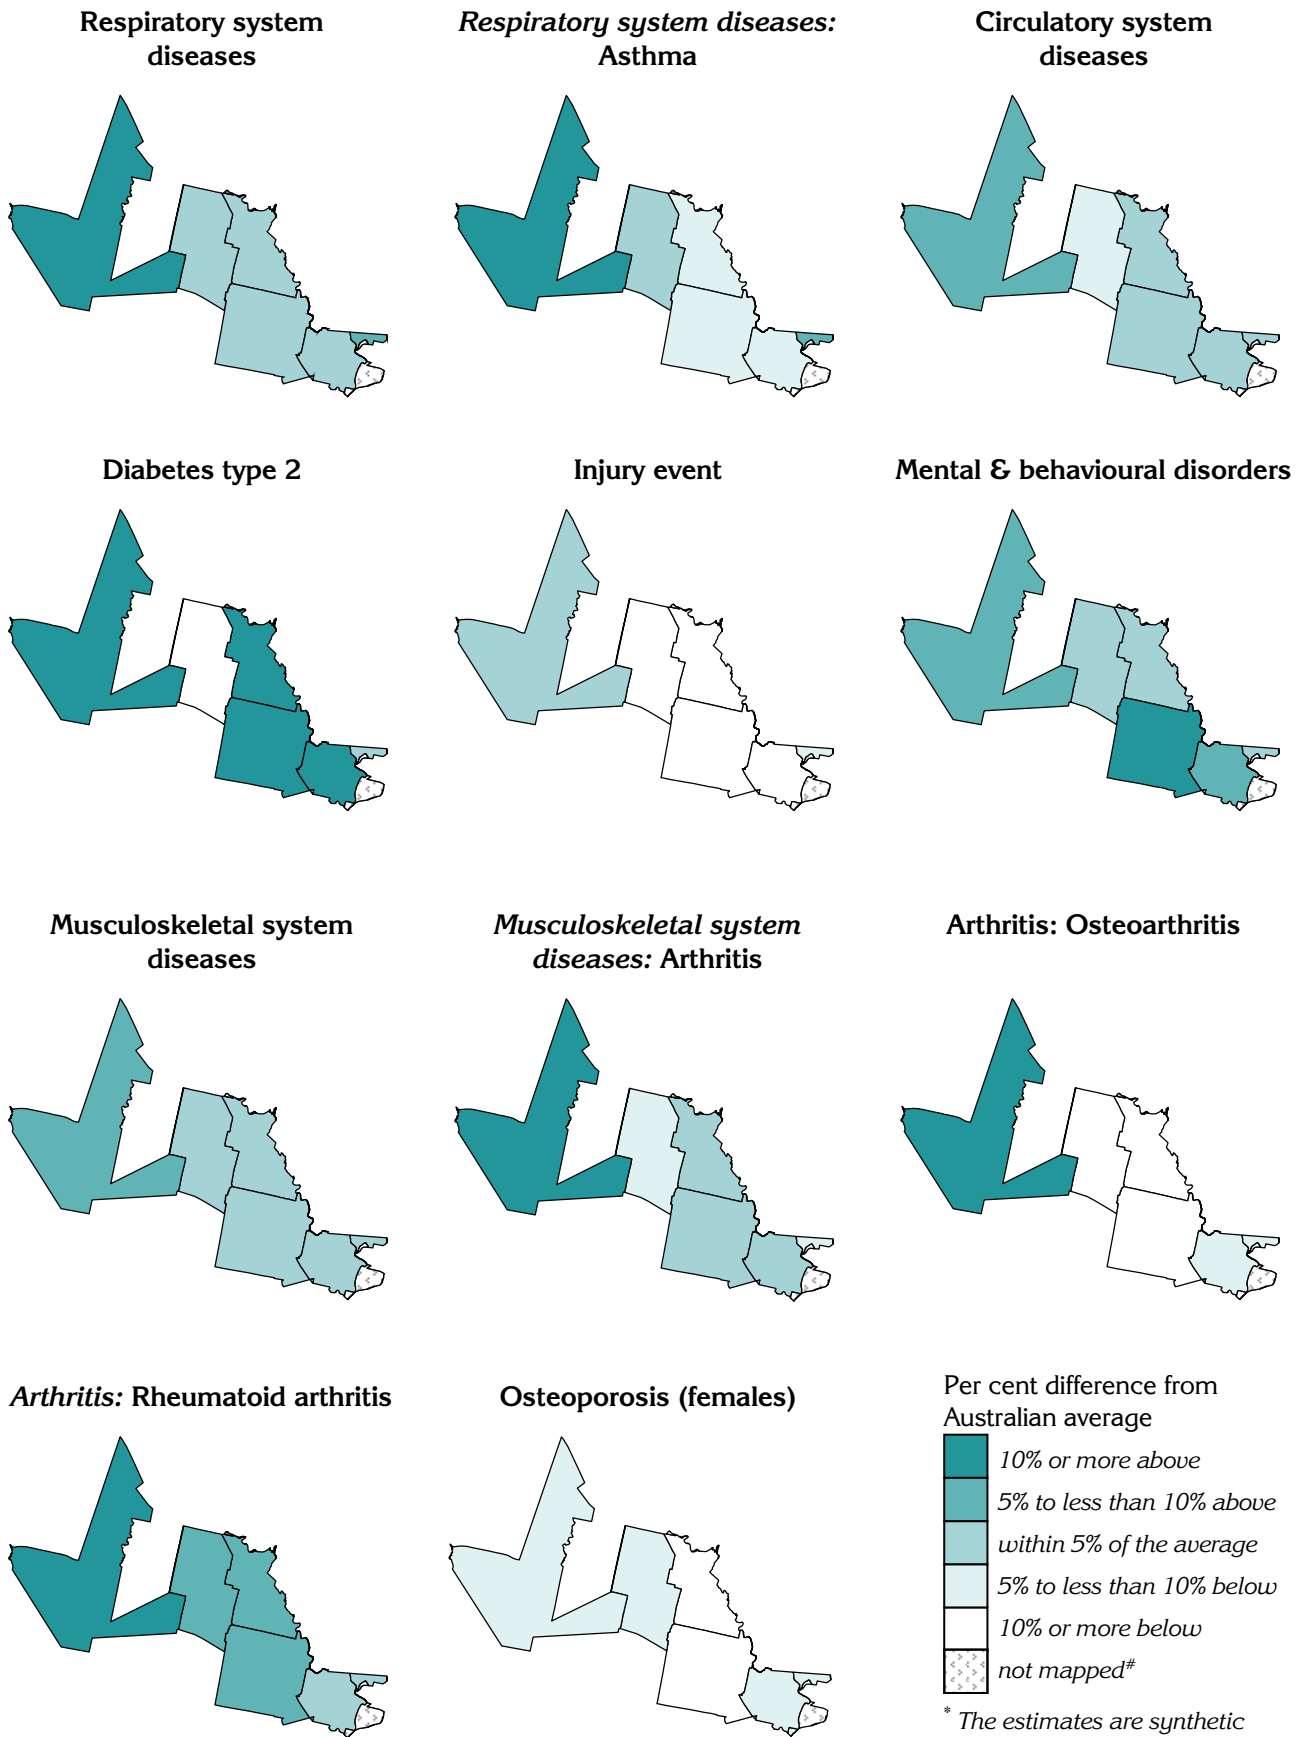 Respiratory system
diseases
Respiratory system diseases:
Asthma
Circulatory system
diseases
Diabetes type 2
Injury event
Mental & behavioural disorders
Musculoskeletal system
diseases
Musculoskeletal system
diseases: Arthritis
Arthritis: Osteoarthritis
Arthritis: Rheumatoid arthritis
Osteoporosis (females)
Per cent difference from
Australian average
10% or more above
5% to less than 10% above
within 5% of the average
5% to less than 10% below
10% or more below
not mapped#
* The estimates are synthetic